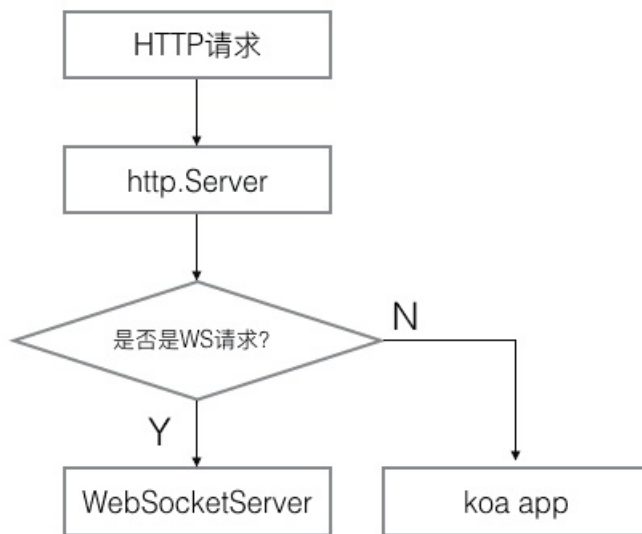 HTTP请求
http.Server
是否是WS请求?
N
Y
WebSocketServer
koa app